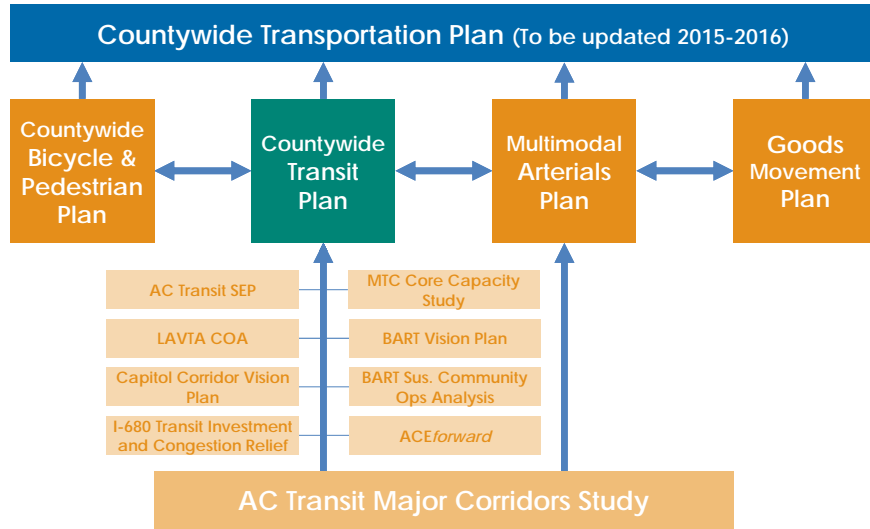 Countywide Transportation Plan (To be updated 2015-2016)
Countywide
Bicycle &
Pedestrian
Plan
Countywide
Transit
Plan
Multimodal
Arterials
Plan
Goods
Movement
Plan
AC Transit SEP
MTC Core Capacity
Study
LAVTA COA
BART Vision Plan
Capitol Corridor Vision
Plan
BART Sus. Community
Ops Analysis
I-680 Transit Investment
and Congestion Relief
ACEforward
AC Transit Major Corridors Study